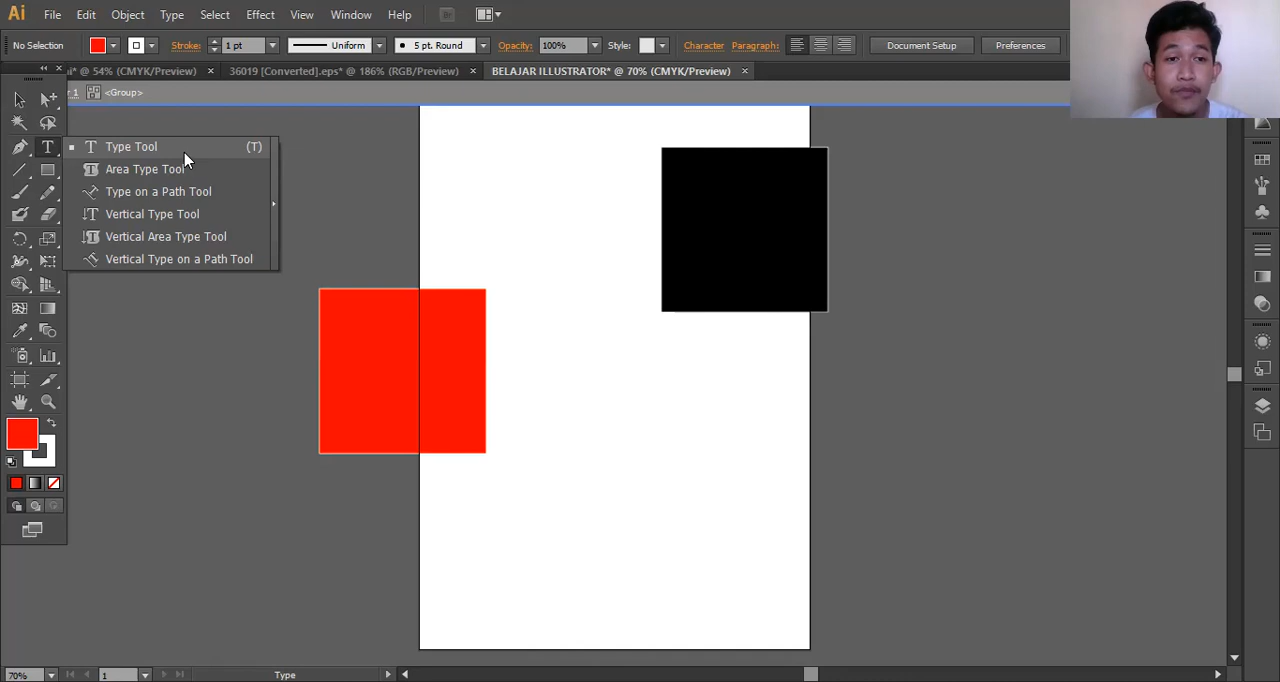 Ai File Edit Object Type Select Effect View Window Help
No Selection Stroke: 1 pt Uniform 5 pt. Round Opacity: 100% Style: Character Paragraph: Document Setup Preferences
ai* @ 54% (CMYK/Preview) 36019 [Converted].eps* @ 186% (RGB/Preview) BELAJAR ILLUSTRATOR* @ 70% (CMYK/Preview)
r 1 <Group>
T T Type Tool (T)
Area Type Tool
Type on a Path Tool
Vertical Type Tool
Vertical Area Type Tool
Vertical Type on a Path Tool
70% 1 Type